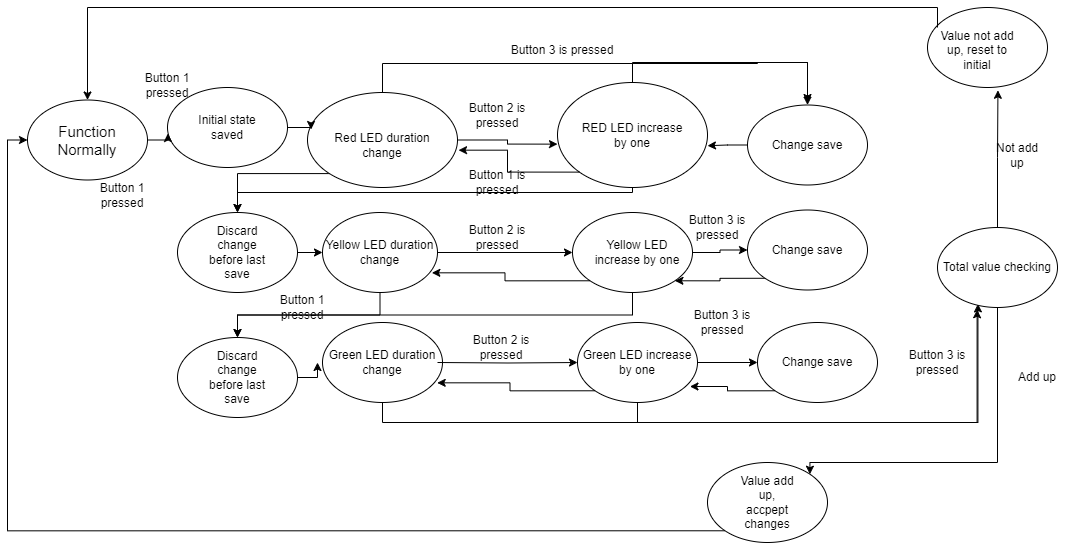 Value not add
up, reset to
initial
Button 3 is pressed
Button 1
pressed
Function
Normally
Initial state
saved
Red LED duration
change
Button 2 is
pressed
RED LED increase
by one
Change save
Not add
up
Button 1
pressed
Button 1 is
pressed
Discard
change
before last
save
Yellow LED duration
change
Button 2 is
pressed
Yellow LED
increase by one
Button 3 is
pressed
Change save
Total value checking
Button 1
pressed
Discard
change
before last
save
Green LED duration
change
Button 2 is
pressed
Green LED increase
by one
Button 3 is
pressed
Change save
Button 3 is
pressed
Add up
Value add
up,
accpept
changes